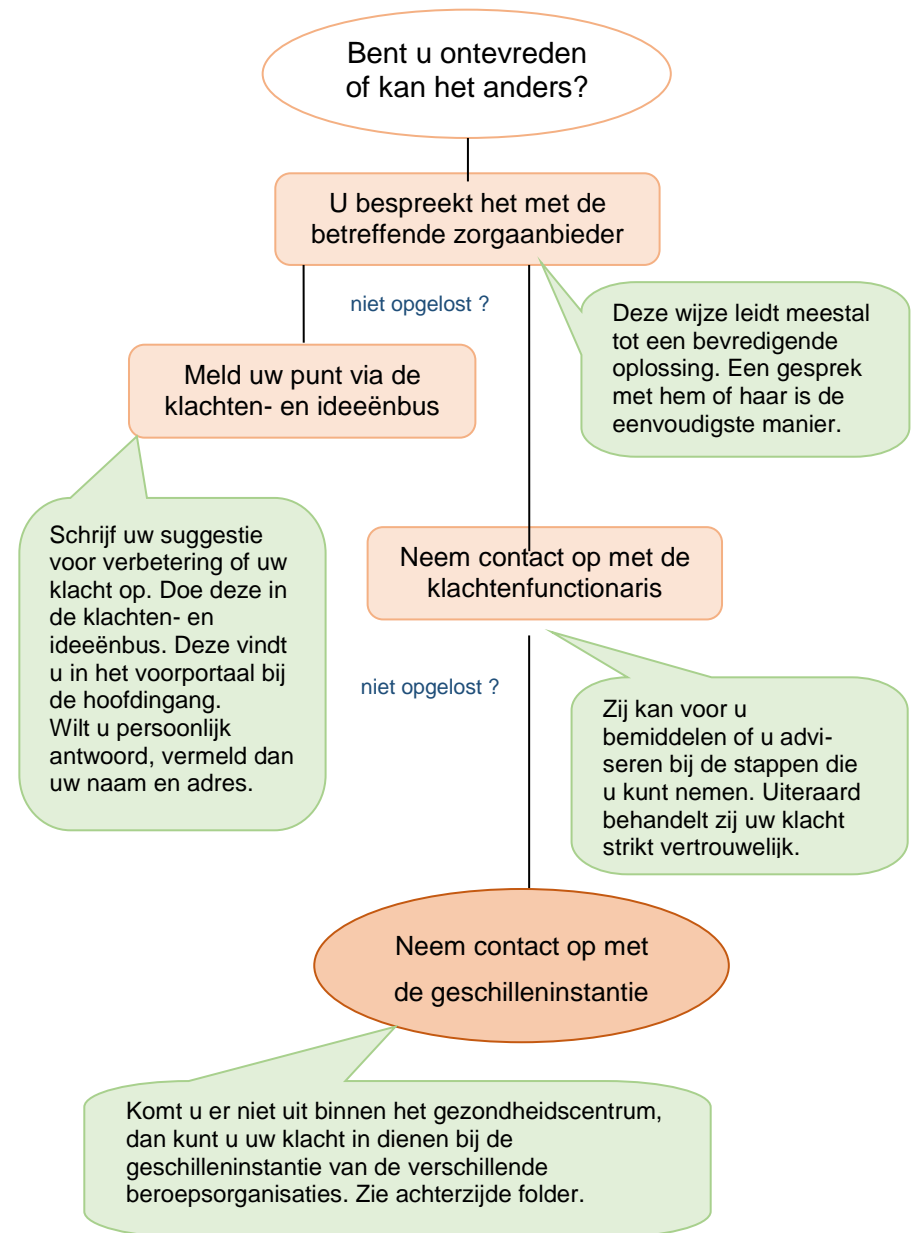 Bent u ontevreden
of kan het anders?
U bespreekt het met de
betreffende zorgaanbieder
niet opgelost ?
Deze wijze leidt meestal
tot een bevredigende
oplossing. Een gesprek
met hem of haar is de
eenvoudigste manier.
Meld uw punt via de
klachten- en ideeënbus
Schrijf uw suggestie
voor verbetering of uw
klacht op. Doe deze in
de klachten- en
ideeënbus. Deze vindt
u in het voorportaal bij
de hoofdingang.
Wilt u persoonlijk
antwoord, vermeld dan
uw naam en adres.
Neem contact op met de
klachtenfunctionaris
niet opgelost ?
Zij kan voor u
bemiddelen of u advi-
seren bij de stappen die
u kunt nemen. Uiteraard
behandelt zij uw klacht
strikt vertrouwelijk.
Neem contact op met
de geschilleninstantie
Komt u er niet uit binnen het gezondheidscentrum,
dan kunt u uw klacht in dienen bij de
geschilleninstantie van de verschillende
beroepsorganisaties. Zie achterzijde folder.